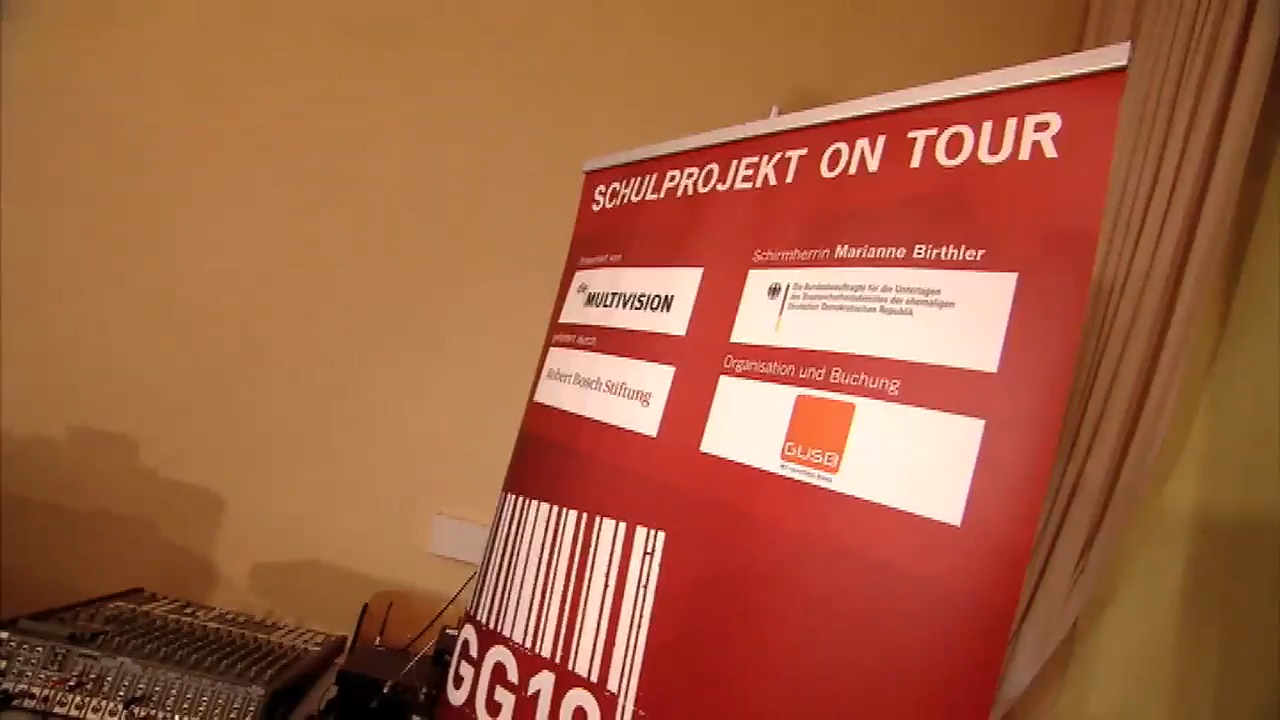 SCHULPROJEKT ON TOUR
präsentiert von
die MULTIVISION
gefördert durch
Robert Bosch Stiftung
Schirmherrin Marianne Birthler
Die Bundesbeauftragte für die Unterlagen
des Staatssicherheitsdienstes der ehemaligen
Deutschen Demokratischen Republik
Organisation und Buchung
GG19